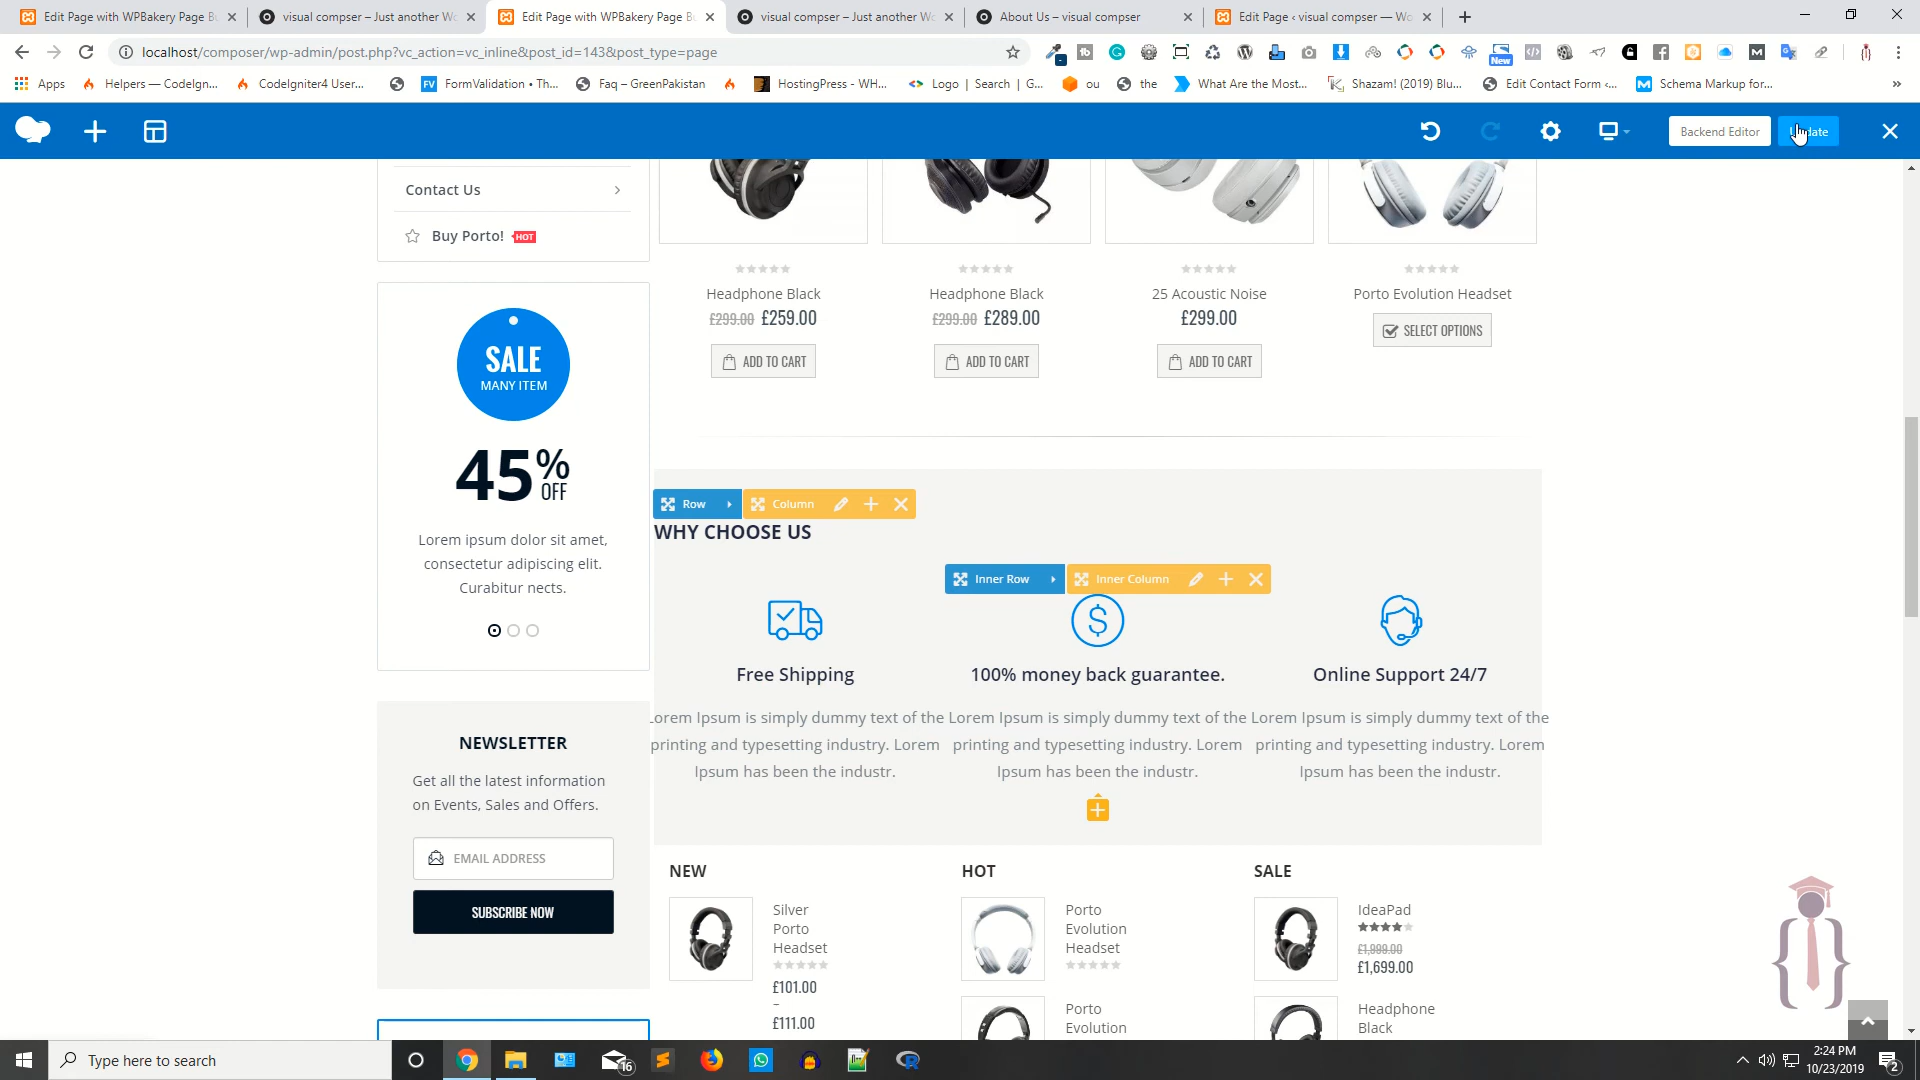 Edit Page with WPBakery Page Bu
visual compser – Just another Wo
Edit Page with WPBakery Page Bu
visual compser – Just another Wo
About Us – visual compser
Edit Page ‹ visual compser — Wo
localhost/composer/wp-admin/post.php?vc_action=vc_inline&post_id=143&post_type=page
New
Apps
Helpers — CodeIgn...
CodeIgniter4 User...
FV
FormValidation • Th...
Faq – GreenPakistan
HostingPress - WH...
Logo | Search | G...
ou
the
What Are the Most...
Shazam! (2019) Blu...
Edit Contact Form ‹...
Schema Markup for...
Backend Editor
Contact Us
Buy Porto! HOT
SALE
MANY ITEM
45% OFF
Lorem ipsum dolor sit amet,
consectetur adipiscing elit.
Curabitur nects.
NEWSLETTER
Get all the latest information
on Events, Sales and Offers.
EMAIL ADDRESS
SUBSCRIBE NOW
Headphone Black
£299.00 £259.00
ADD TO CART
Headphone Black
£299.00 £289.00
ADD TO CART
25 Acoustic Noise
£299.00
ADD TO CART
Porto Evolution Headset
SELECT OPTIONS
Row
Column
WHY CHOOSE US
Inner Row
Inner Column
Free Shipping
Lorem Ipsum is simply dummy text of the
printing and typesetting industry. Lorem
Ipsum has been the industr.
100% money back guarantee.
Lorem Ipsum is simply dummy text of the
printing and typesetting industry. Lorem
Ipsum has been the industr.
Online Support 24/7
Lorem Ipsum is simply dummy text of the
printing and typesetting industry. Lorem
Ipsum has been the industr.
NEW
Silver
Porto
Headset
£101.00
–
£111.00
HOT
Porto
Evolution
Headset
Porto
Evolution
SALE
IdeaPad
£1,999.00
£1,699.00
Headphone
Black
Type here to search
16
2:24 PM
10/23/2019
2